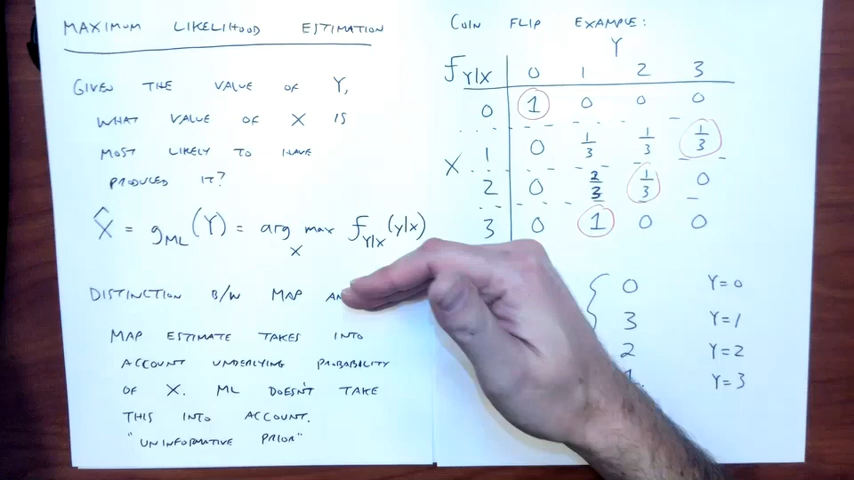 MAXIMUM LIKELIHOOD ESTIMATION
GIVEN THE VALUE OF Y,
WHAT VALUE OF X IS
MOST LIKELY TO HAVE
PRODUCED IT?
X̂ = g_ML(Y) = arg max_X f_Y|X(y|x)
DISTINCTION B/W MAP
MAP ESTIMATE TAKES INTO
ACCOUNT UNDERLYING PROBABILITY
OF X. ML DOESN'T TAKE
THIS INTO ACCOUNT.
"UNINFORMATIVE PRIOR"
COIN FLIP EXAMPLE:
Y
f_Y|X 0 1 2 3
0 1 0 0 0
1 0 1/3 1/3 1/3
X
2 0 2/3 1/3 0
3 0 1 0 0
0 Y=0
3 Y=1
2 Y=2
Y=3